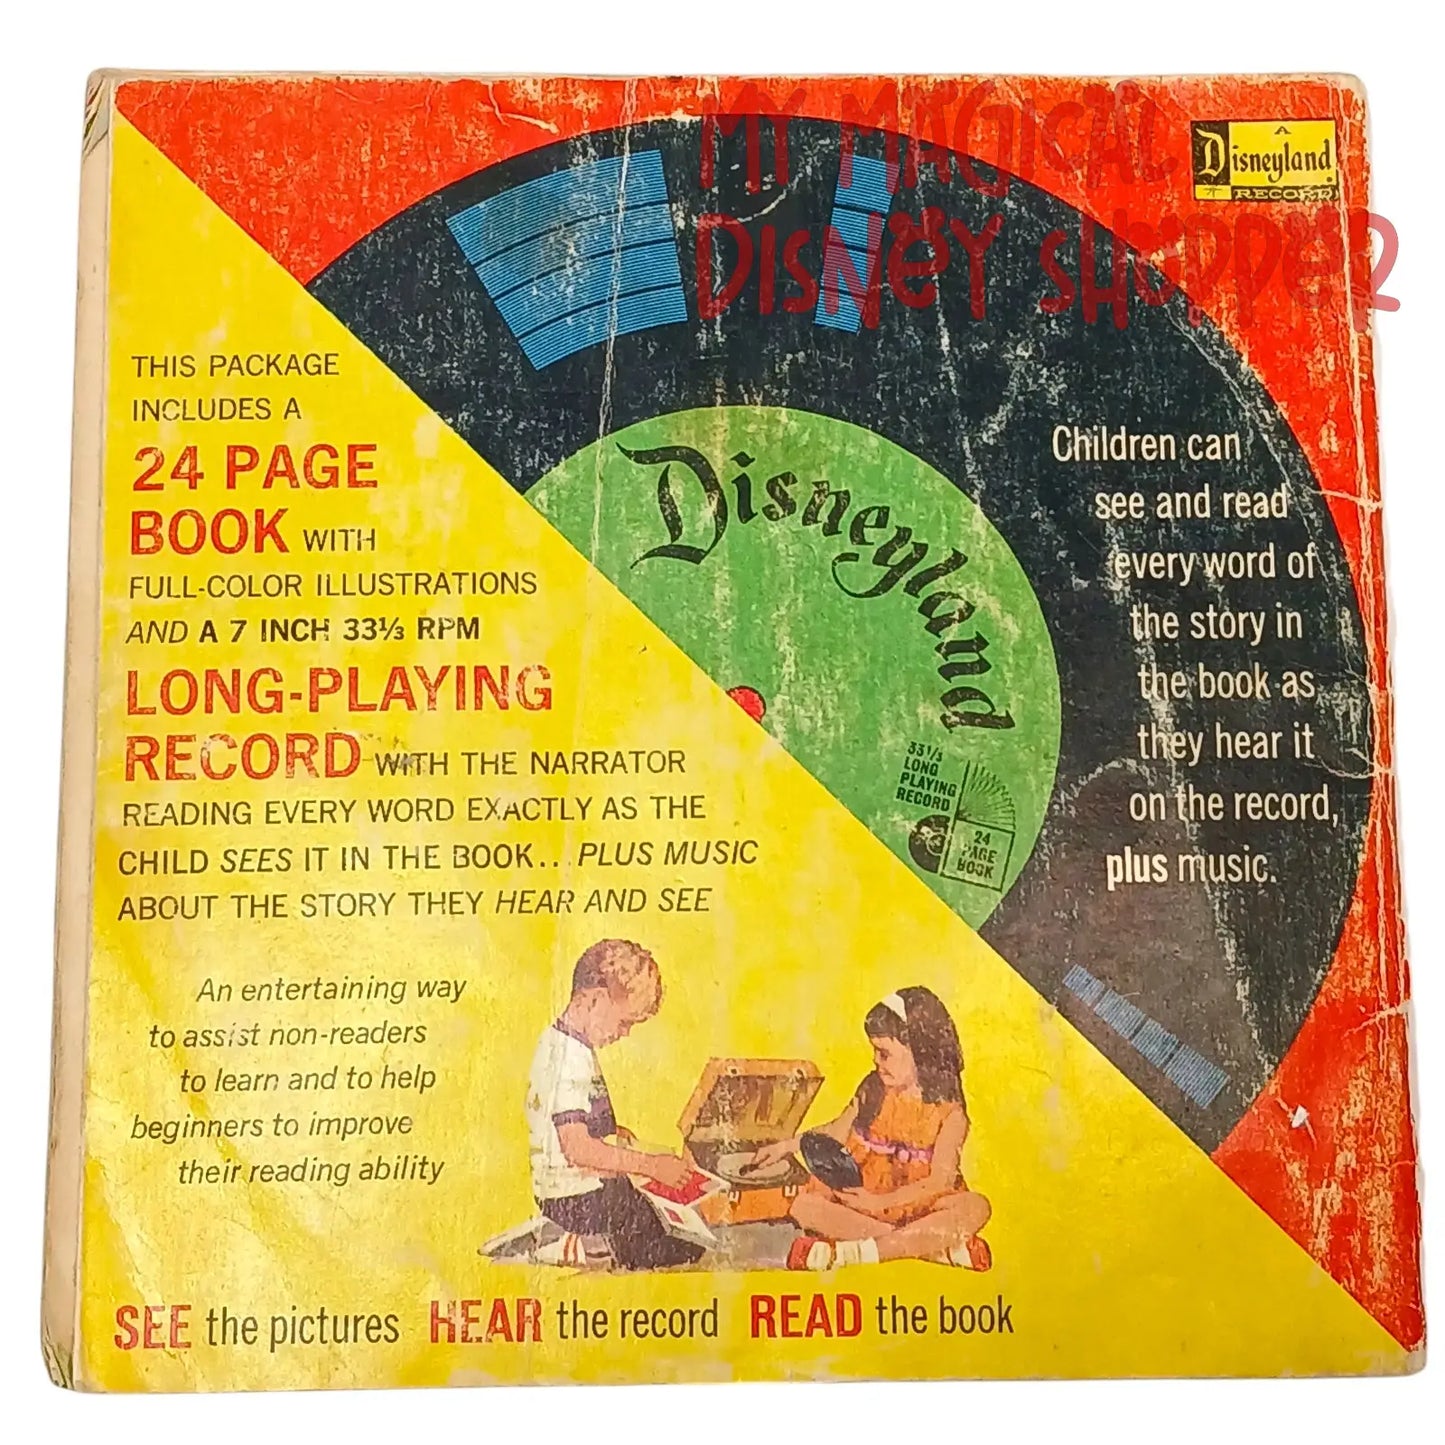 MY MAGICAL
DISNEY SHOPPER
A
Disneyland
RECORD
THIS PACKAGE
INCLUDES A
24 PAGE
BOOK WITH
FULL-COLOR ILLUSTRATIONS
AND A 7 INCH 33⅓ RPM
LONG-PLAYING
RECORD WITH THE NARRATOR
READING EVERY WORD EXACTLY AS THE
CHILD SEES IT IN THE BOOK... PLUS MUSIC
ABOUT THE STORY THEY HEAR AND SEE
An entertaining way
to assist non-readers
to learn and to help
beginners to improve
their reading ability
Disneyland
33⅓
LONG
PLAYING
RECORD
24
PAGE
BOOK
Children can
see and read
every word of
the story in
the book as
they hear it
on the record,
plus music.
SEE the pictures HEAR the record READ the book